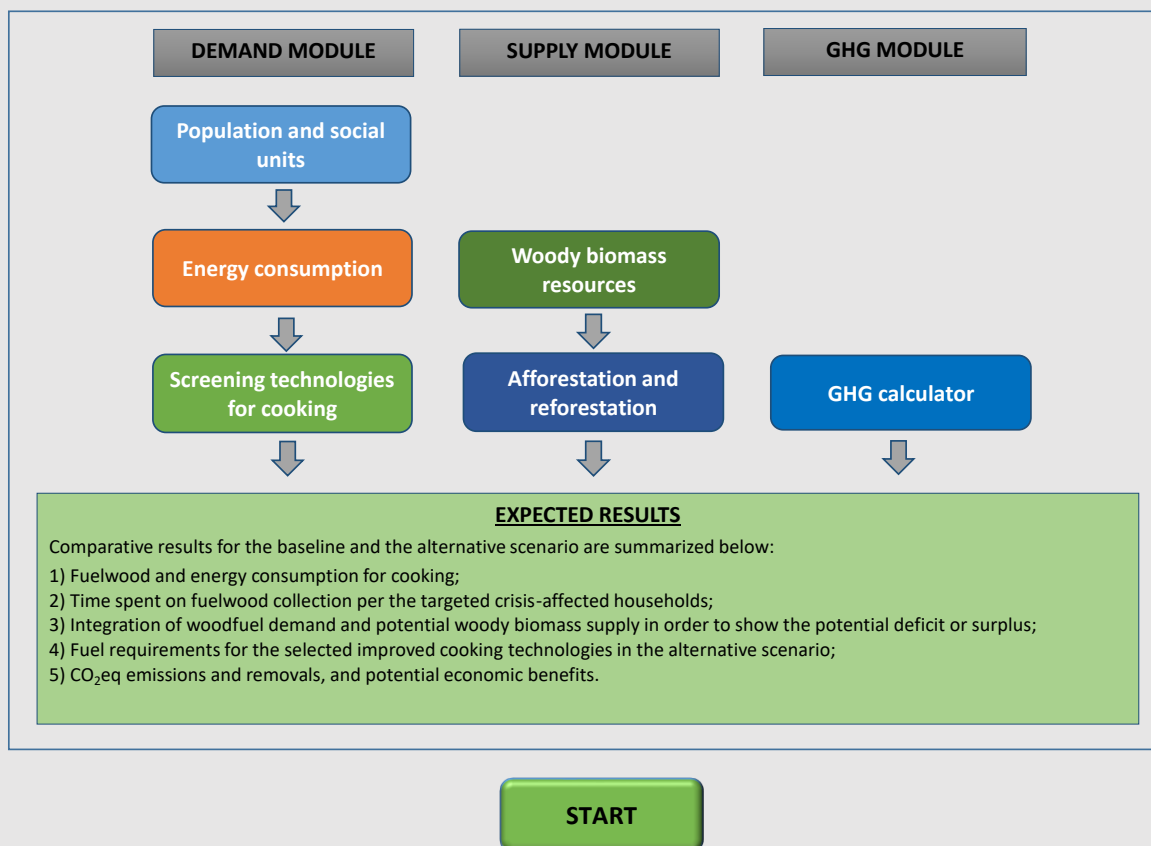 DEMAND MODULE
SUPPLY MODULE
GHG MODULE
Population and social
units
Energy consumption
Woody biomass
resources
Screening technologies
for cooking
Afforestation and
reforestation
GHG calculator
EXPECTED RESULTS
Comparative results for the baseline and the alternative scenario are summarized below:
1) Fuelwood and energy consumption for cooking;
2) Time spent on fuelwood collection per the targeted crisis-affected households;
3) Integration of woodfuel demand and potential woody biomass supply in order to show the potential deficit or surplus;
4) Fuel requirements for the selected improved cooking technologies in the alternative scenario;
5) CO₂eq emissions and removals, and potential economic benefits.
START